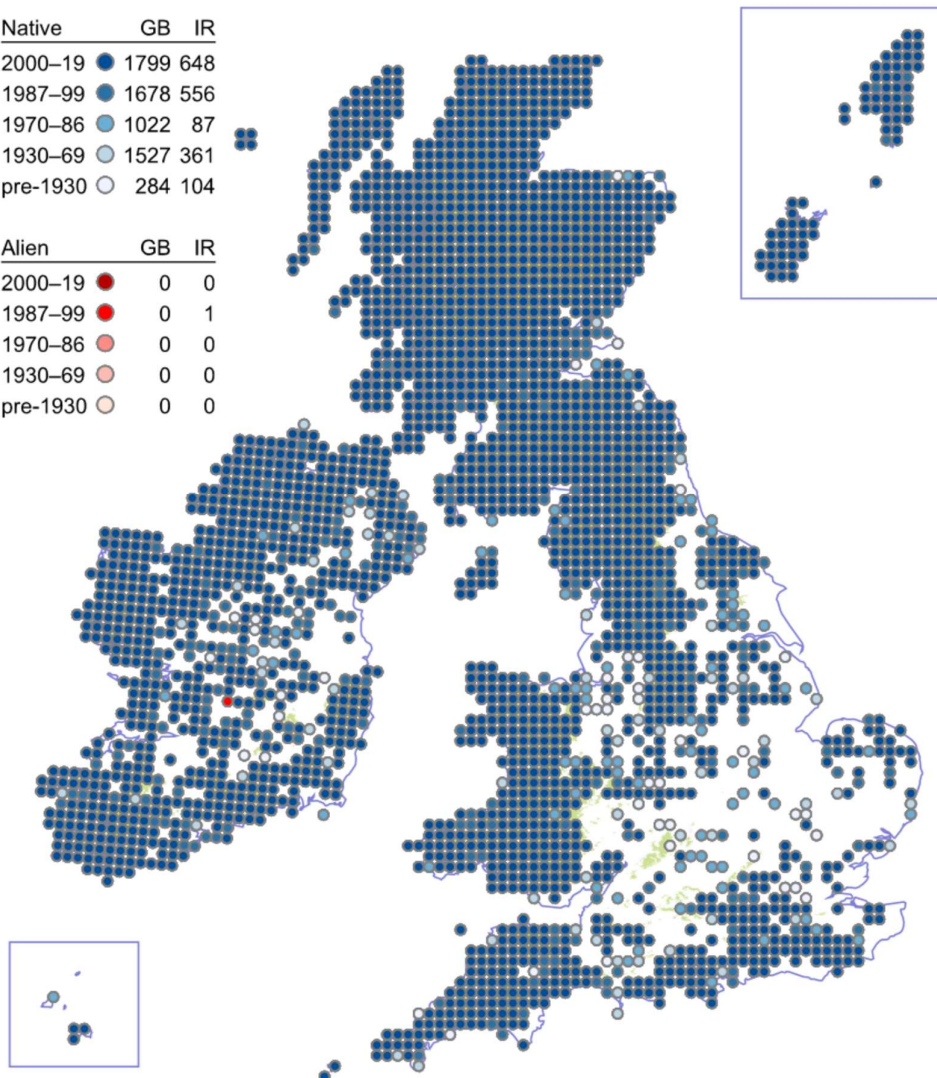 Native GB IR
2000–19 1799 648
1987–99 1678 556
1970–86 1022 87
1930–69 1527 361
pre-1930 284 104
Alien GB IR
2000–19 0 0
1987–99 0 1
1970–86 0 0
1930–69 0 0
pre-1930 0 0